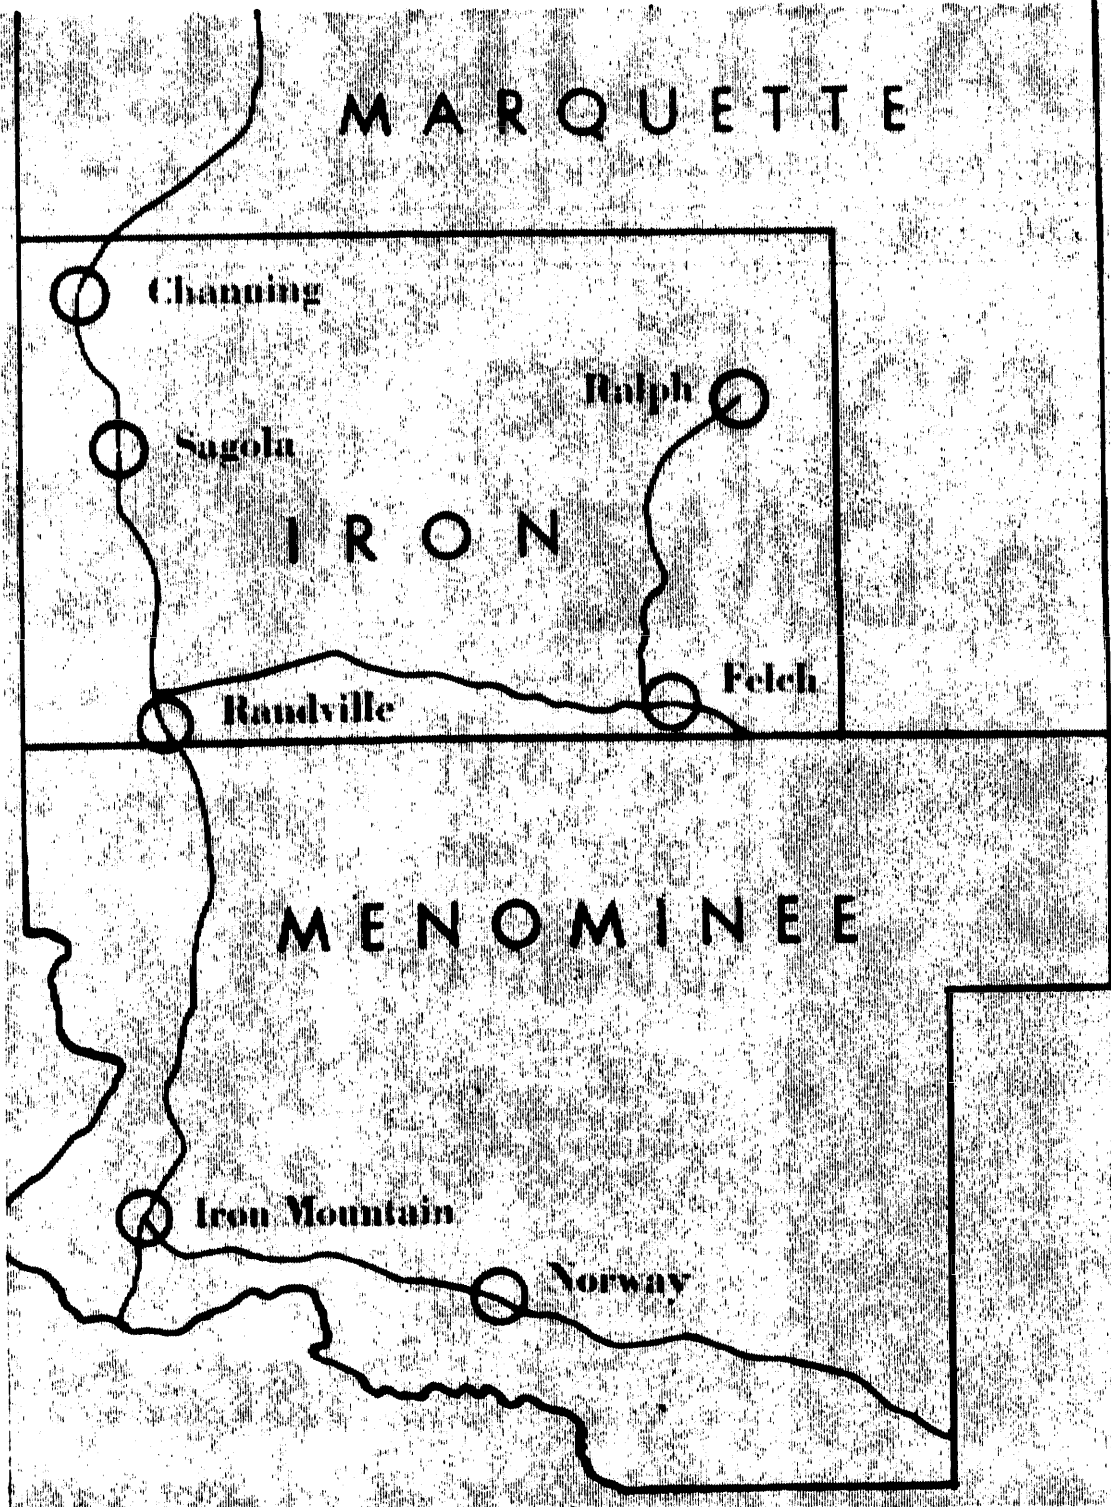 MARQUETTE
Channing
Ralph
Sagola
IRON
Felch
Randville
MENOMINEE
Iron Mountain
Norway